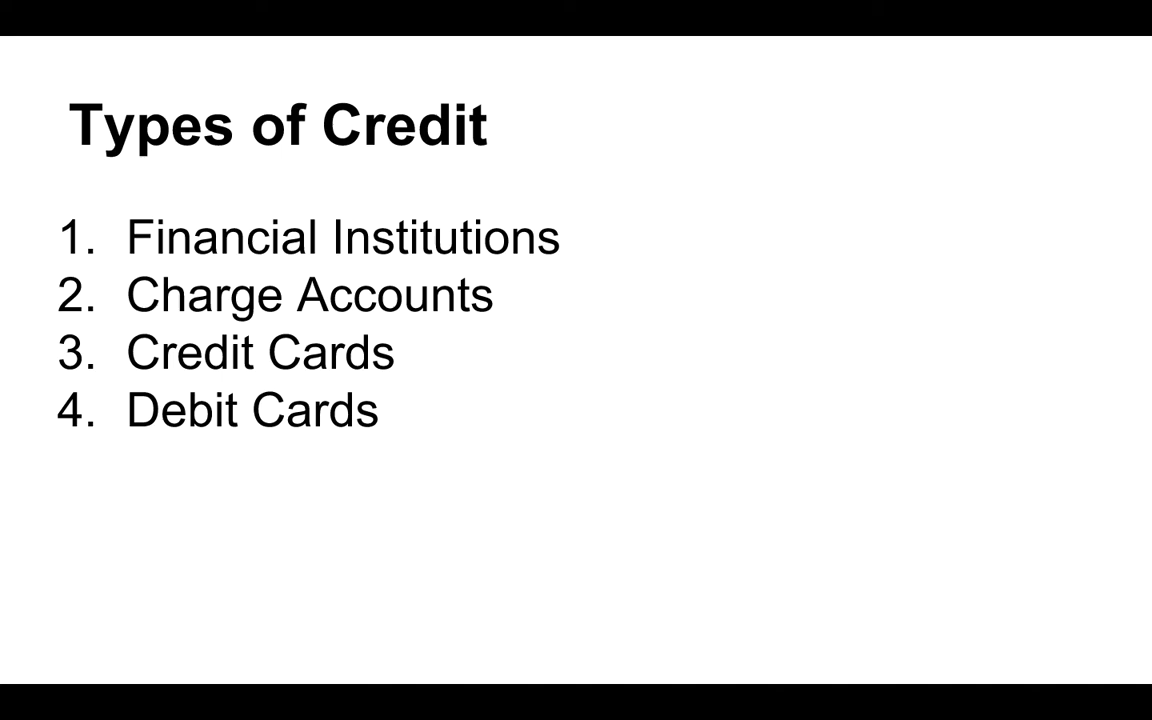 Types of Credit
1. Financial Institutions
2. Charge Accounts
3. Credit Cards
4. Debit Cards